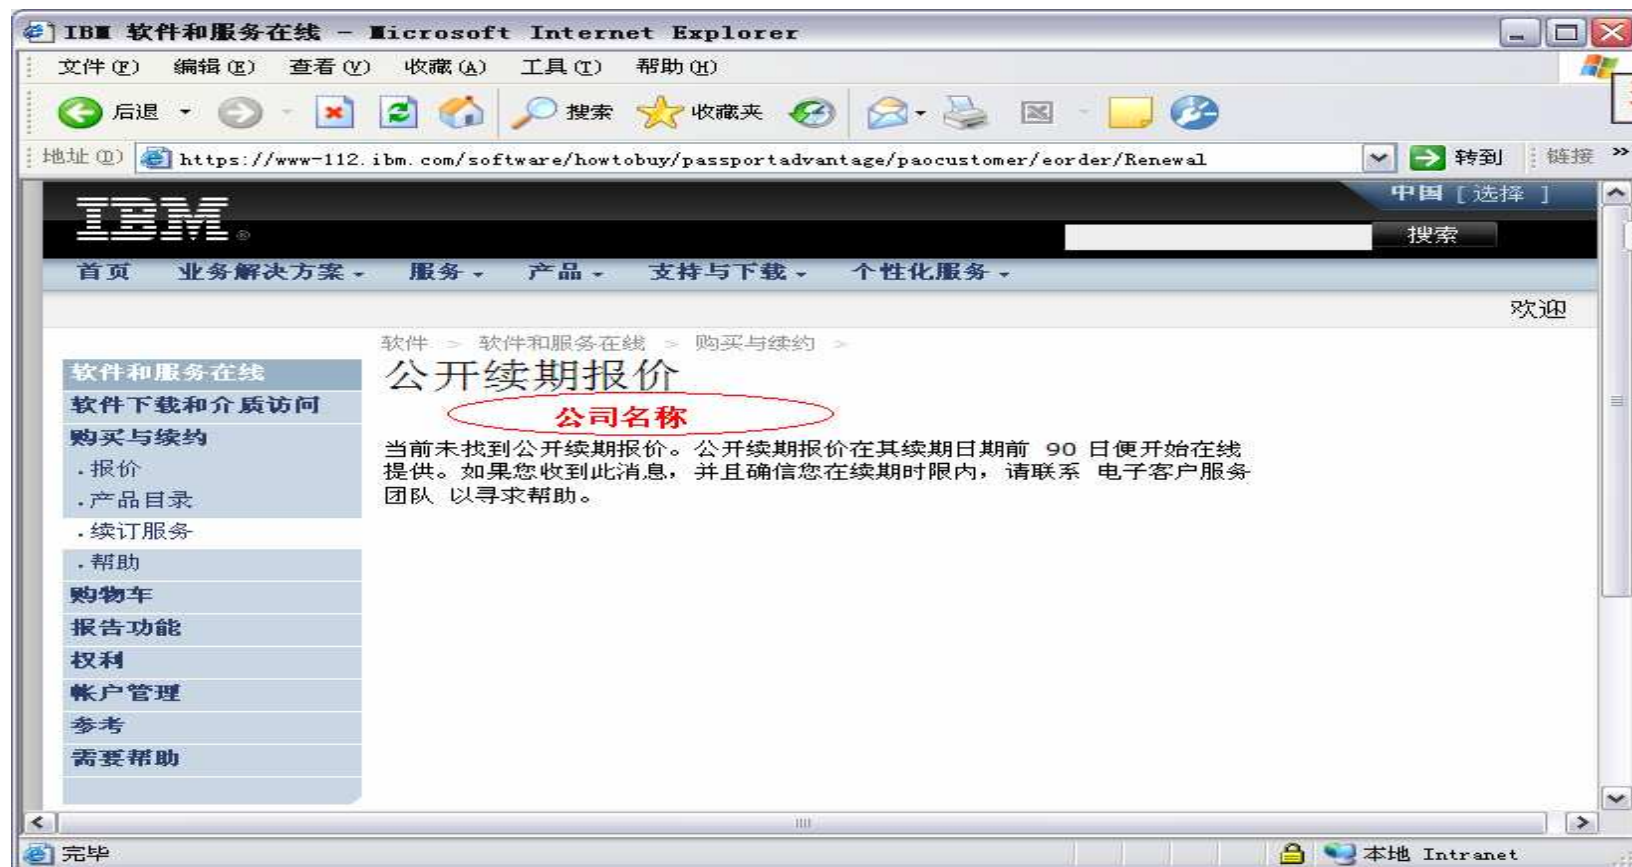 IBM 软件和服务在线 - Microsoft Internet Explorer
文件(F) 编辑(E) 查看(V) 收藏(A) 工具(T) 帮助(H)
后退 搜索 收藏夹
地址(D) https://www-112.ibm.com/software/howtobuy/passportadvantage/paocustomer/eorder/Renewal 转到 链接 »
中国 [选择 ]
IBM®
搜索
首页 业务解决方案 服务 产品 支持与下载 个性化服务
欢迎
软件 > 软件和服务在线 > 购买与续约 >
公开续期报价
公司名称
当前未找到公开续期报价。公开续期报价在其续期日期前 90 日便开始在线
提供。如果您收到此消息，并且确信您在续期时限内，请联系 电子客户服务
团队 以寻求帮助。
软件和服务在线
软件下载和介质访问
购买与续约
.报价
.产品目录
.续订服务
.帮助
购物车
报告功能
权利
帐户管理
参考
需要帮助
完毕 本地 Intranet